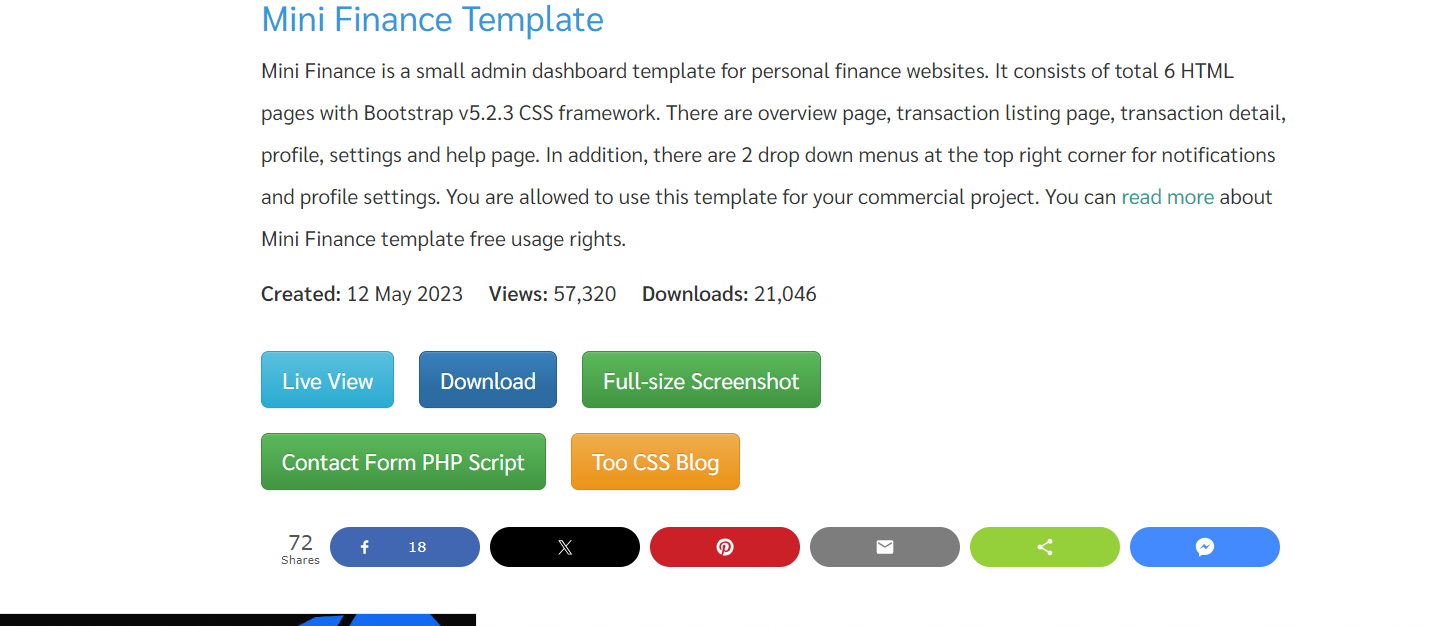 Mini Finance Template
Mini Finance is a small admin dashboard template for personal finance websites. It consists of total 6 HTML
pages with Bootstrap v5.2.3 CSS framework. There are overview page, transaction listing page, transaction detail,
profile, settings and help page. In addition, there are 2 drop down menus at the top right corner for notifications
and profile settings. You are allowed to use this template for your commercial project. You can read more about
Mini Finance template free usage rights.
Created: 12 May 2023 Views: 57,320 Downloads: 21,046
Live View Download Full-size Screenshot
Contact Form PHP Script Too CSS Blog
72 18
Shares